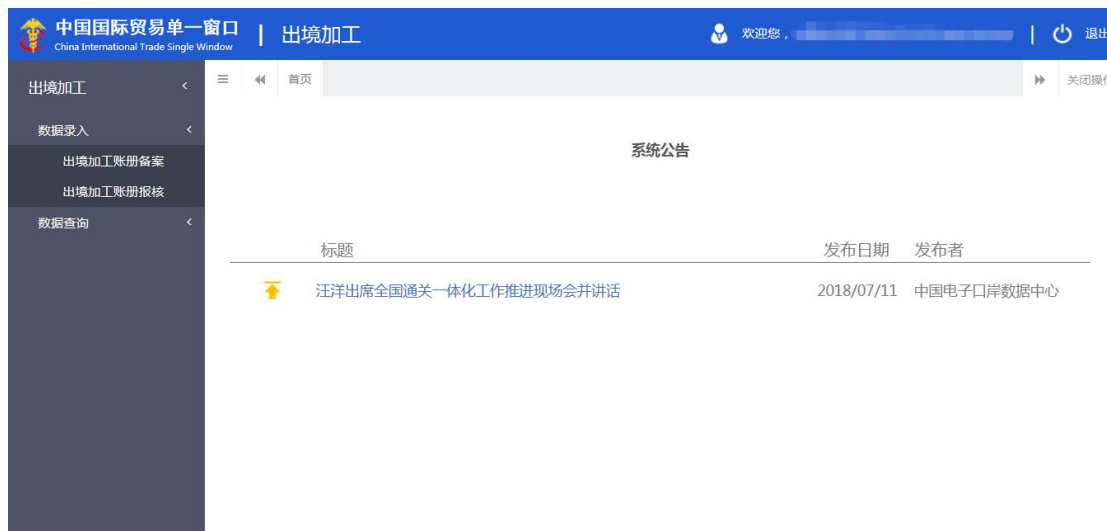 中国国际贸易单一窗口
China International Trade Single Window
出境加工
欢迎您，
退出
出境加工
首页
关闭操作
数据录入
出境加工账册备案
出境加工账册报核
数据查询
系统公告
标题 发布日期 发布者
汪洋出席全国通关一体化工作推进现场会并讲话 2018/07/11 中国电子口岸数据中心